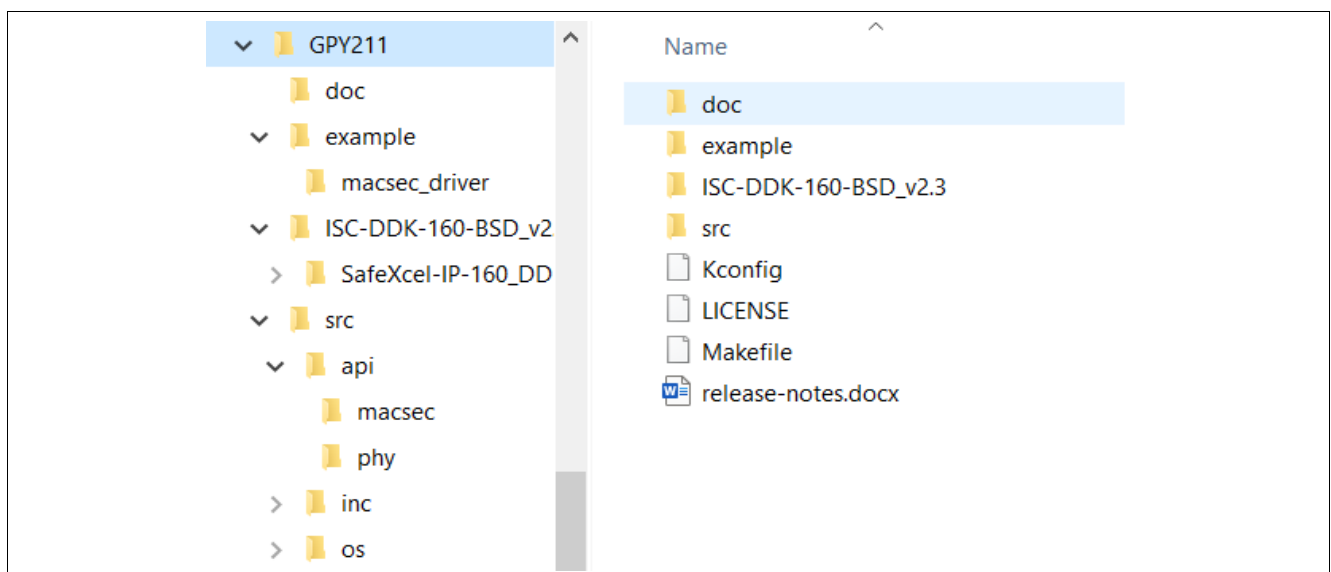 GPY211
doc
example
macsec_driver
ISC-DDK-160-BSD_v2
SafeXcel-IP-160_DD
src
api
macsec
phy
inc
os
Name
doc
example
ISC-DDK-160-BSD_v2.3
src
Kconfig
LICENSE
Makefile
release-notes.docx